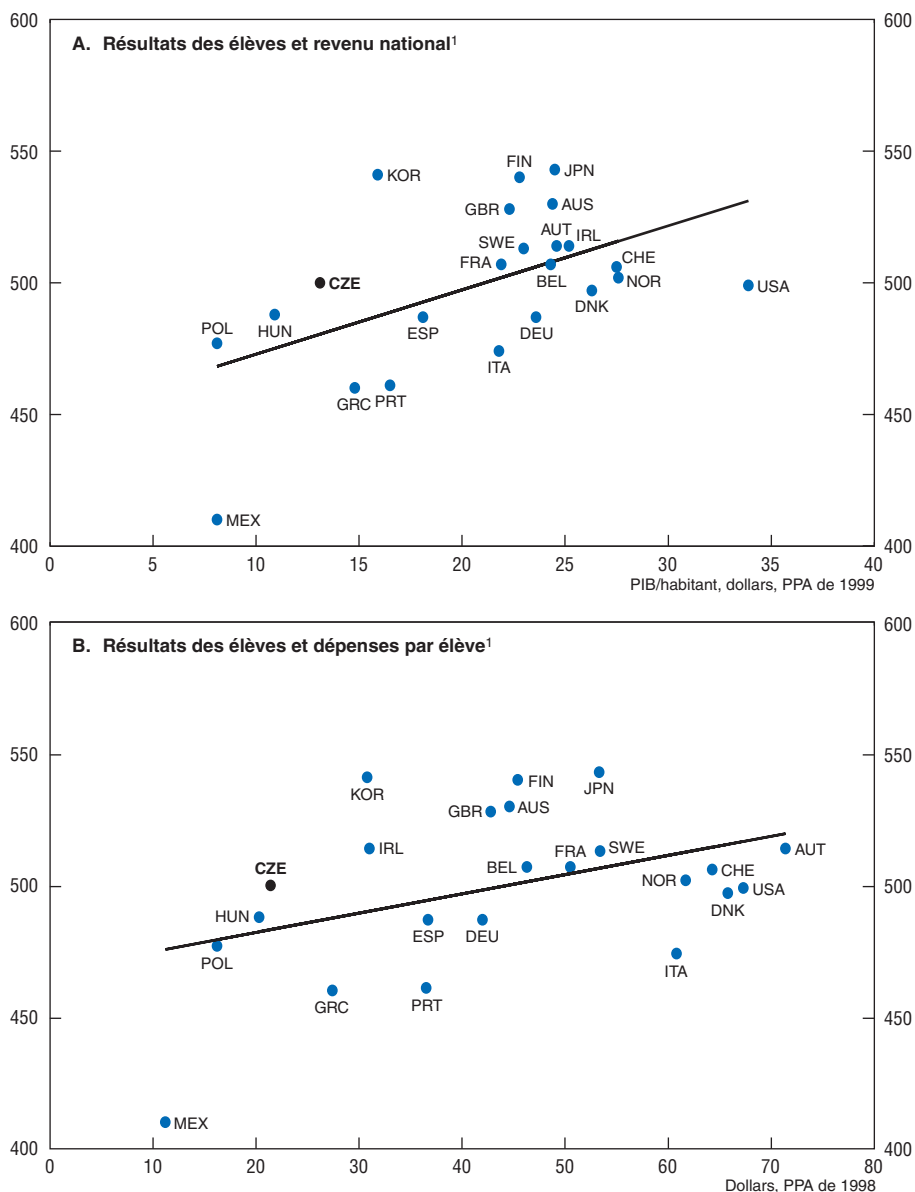 A. Résultats des élèves et revenu national¹
600 600
550 550
500 500
450 450
400 400
KOR
FIN
JPN
GBR
AUS
SWE
AUT
IRL
FRA
BEL
CHE
NOR
CZE
DNK
USA
POL
HUN
ESP
DEU
ITA
GRC
PRT
MEX
0 5 10 20 25 30 35 40
PIB/habitant, dollars, PPA de 1999
B. Résultats des élèves et dépenses par élève¹
600 600
550 550
500 500
450 450
400 400
KOR
FIN
JPN
GBR
AUS
IRL
BEL
FRA
SWE
AUT
CZE
NOR
CHE
USA
DNK
HUN
POL
ESP
DEU
ITA
GRC
PRT
MEX
0 10 20 30 40 50 60 70 80
Dollars, PPA de 1998